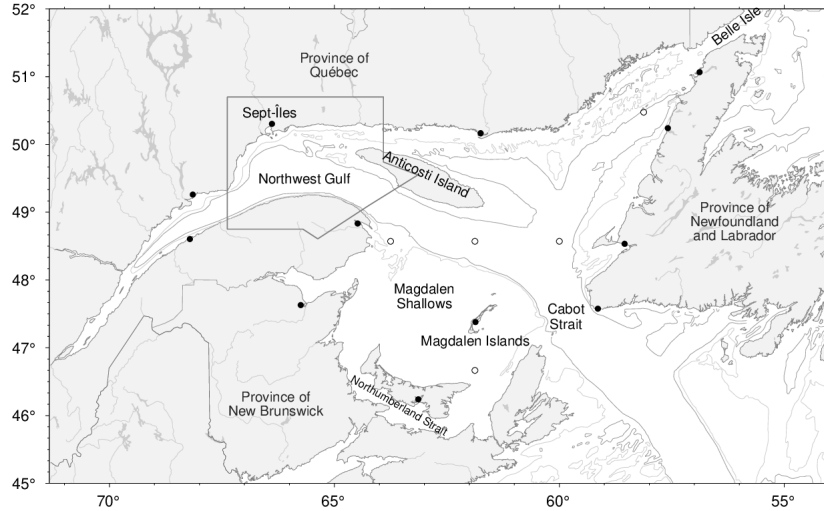 52°
Belle Isle
Province of
Québec
51°
Sept-Îles
50°
Anticosti Island
Northwest Gulf
49°
Province of
Newfoundland
and Labrador
48°
Magdalen
Shallows
Cabot
Strait
Magdalen Islands
47°
Northumberland Strait
Province of
New Brunswick
46°
45°
70°
65°
60°
55°